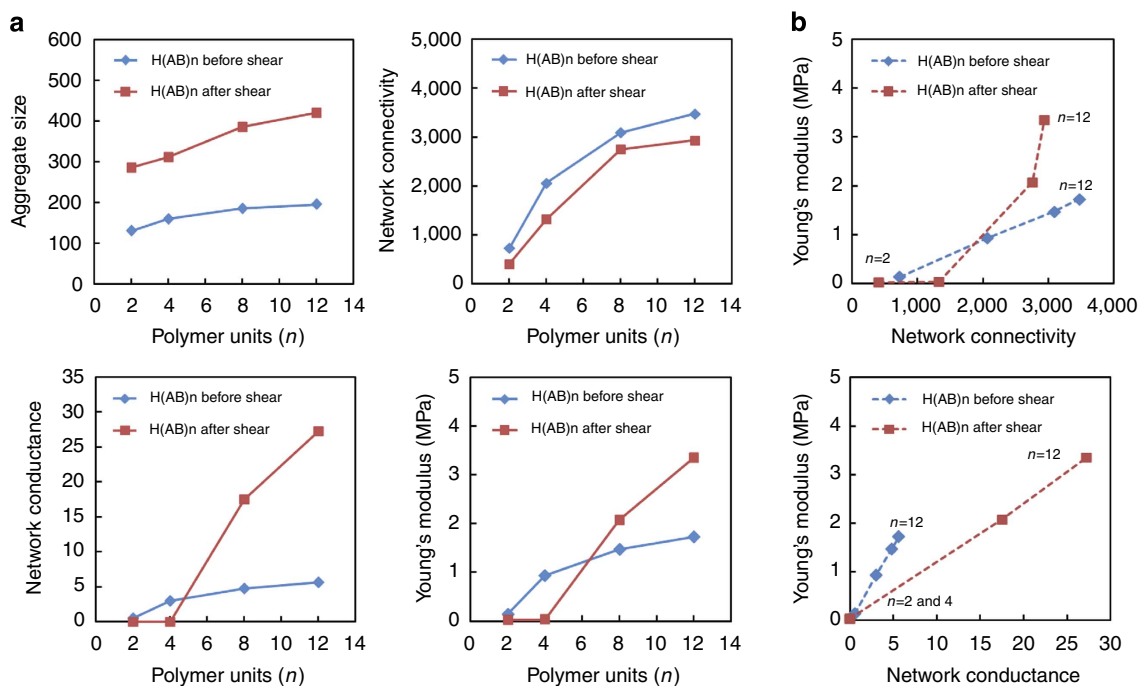 a
600
500
400
300
200
100
0
Aggregate size
H(AB)n before shear
H(AB)n after shear
0 2 4 6 8 10 12 14
Polymer units (n)
5,000
4,000
3,000
2,000
1,000
0
Network connectivity
H(AB)n before shear
H(AB)n after shear
0 2 4 6 8 10 12 14
Polymer units (n)
b
5
4
3
2
1
0
Young's modulus (MPa)
H(AB)n before shear
H(AB)n after shear
n=12
n=12
n=2
0 1,000 2,000 3,000 4,000
Network connectivity
35
30
25
20
15
10
5
0
Network conductance
H(AB)n before shear
H(AB)n after shear
0 2 4 6 8 10 12 14
Polymer units (n)
5
4
3
2
1
0
Young's modulus (MPa)
H(AB)n before shear
H(AB)n after shear
0 2 4 6 8 10 12 14
Polymer units (n)
5
4
3
2
1
0
Young's modulus (MPa)
H(AB)n before shear
H(AB)n after shear
n=12
n=12
n=2 and 4
0 5 10 15 20 25 30
Network conductance